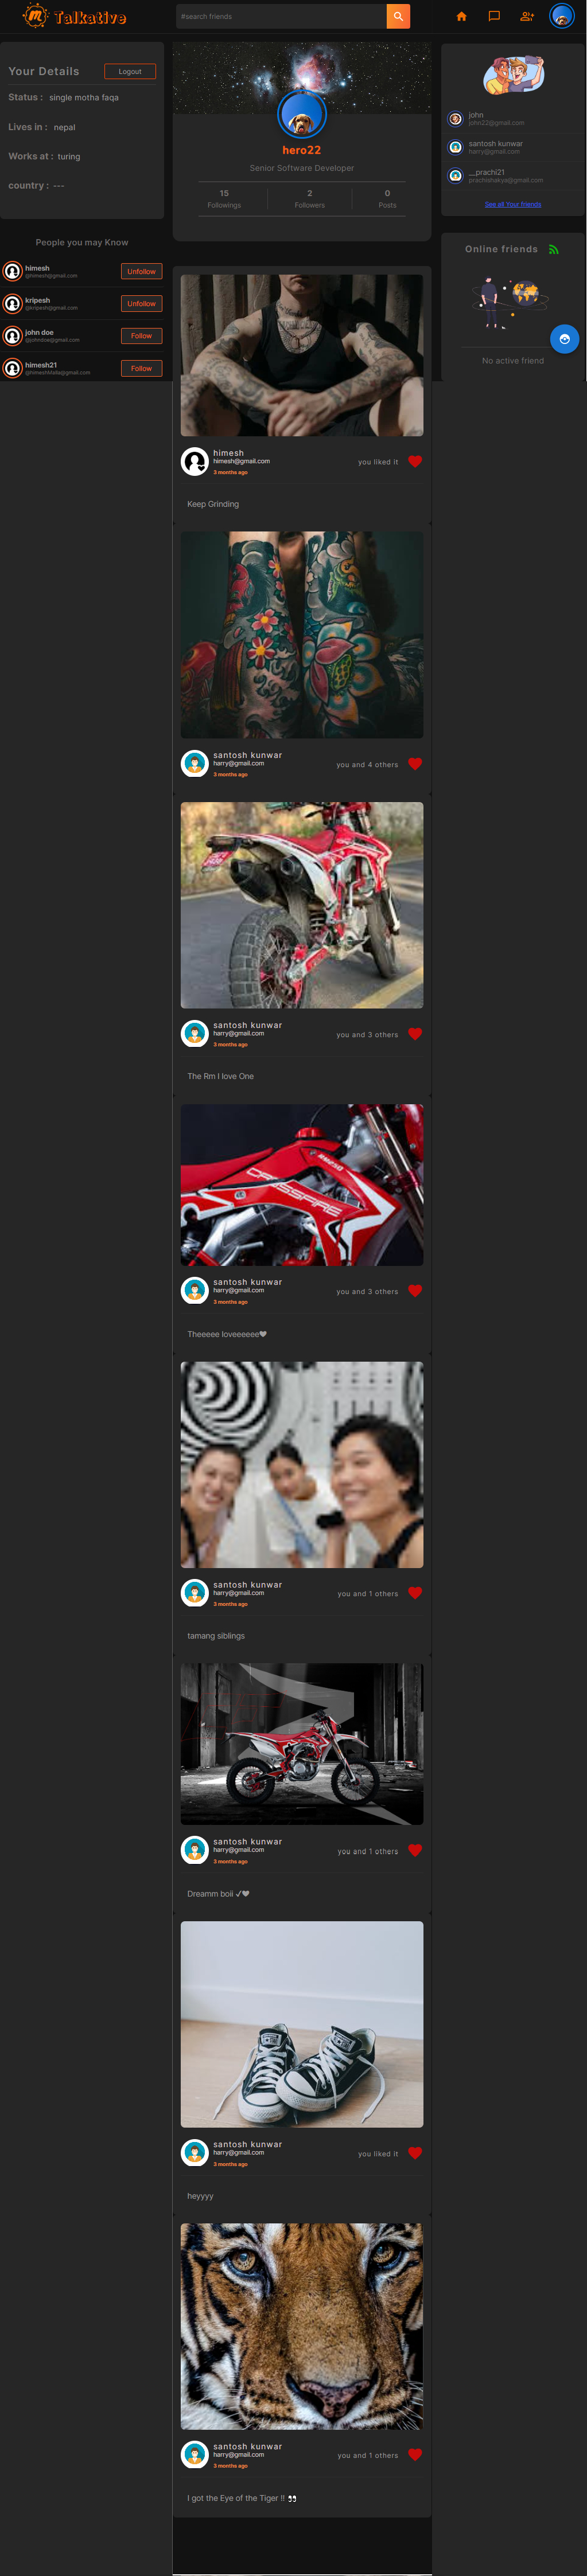 Talkative
#search friends
Your Details
Logout
Status : single motha faqa
Lives in : nepal
Works at : turing
country : ---
People you may Know
himesh
@himesh@gmail.com
Unfollow
kripesh
@kripesh@gmail.com
Unfollow
john doe
@johndoe@gmail.com
Follow
himesh21
Follow
hero22
Senior Software Developer
15
Followings
2
Followers
0
Posts
john
john22@gmail.com
santosh kunwar
harry@gmail.com
__prachi21
prachishakya@gmail.com
See all Your friends
Online friends
No active friend
himesh
himesh@gmail.com
3 months ago
you liked it
Keep Grinding
santosh kunwar
harry@gmail.com
3 months ago
you and 4 others
santosh kunwar
harry@gmail.com
3 months ago
you and 3 others
The Rm I love One
CROSSFIRE
santosh kunwar
harry@gmail.com
3 months ago
you and 3 others
Theeeee loveeeeee🖤
santosh kunwar
harry@gmail.com
3 months ago
you and 1 others
tamang siblings
santosh kunwar
harry@gmail.com
3 months ago
you and 1 others
Dreamm boii ✓🖤
santosh kunwar
harry@gmail.com
3 months ago
you liked it
heyyyy
santosh kunwar
harry@gmail.com
3 months ago
you and 1 others
I got the Eye of the Tiger !! 👀